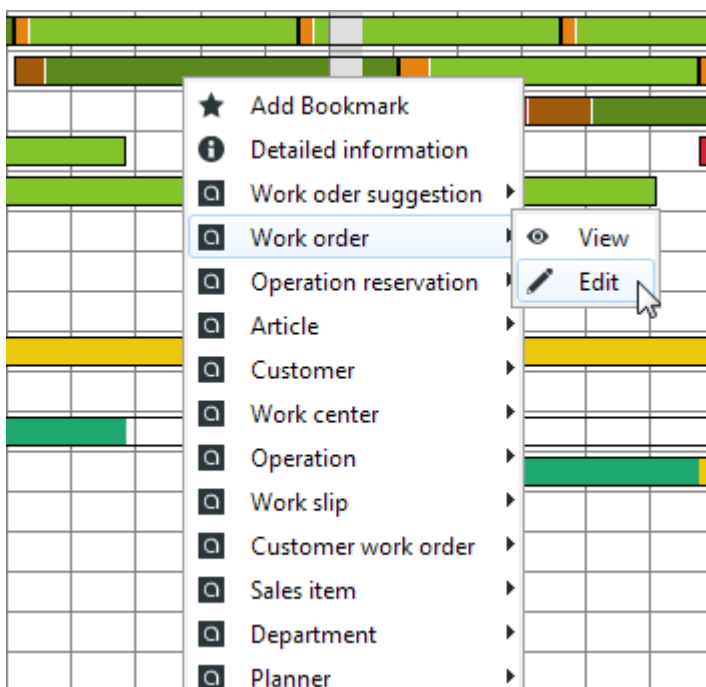 Add Bookmark
Detailed information
Work oder suggestion
Work order
View
Edit
Operation reservation
Article
Customer
Work center
Operation
Work slip
Customer work order
Sales item
Department
Planner